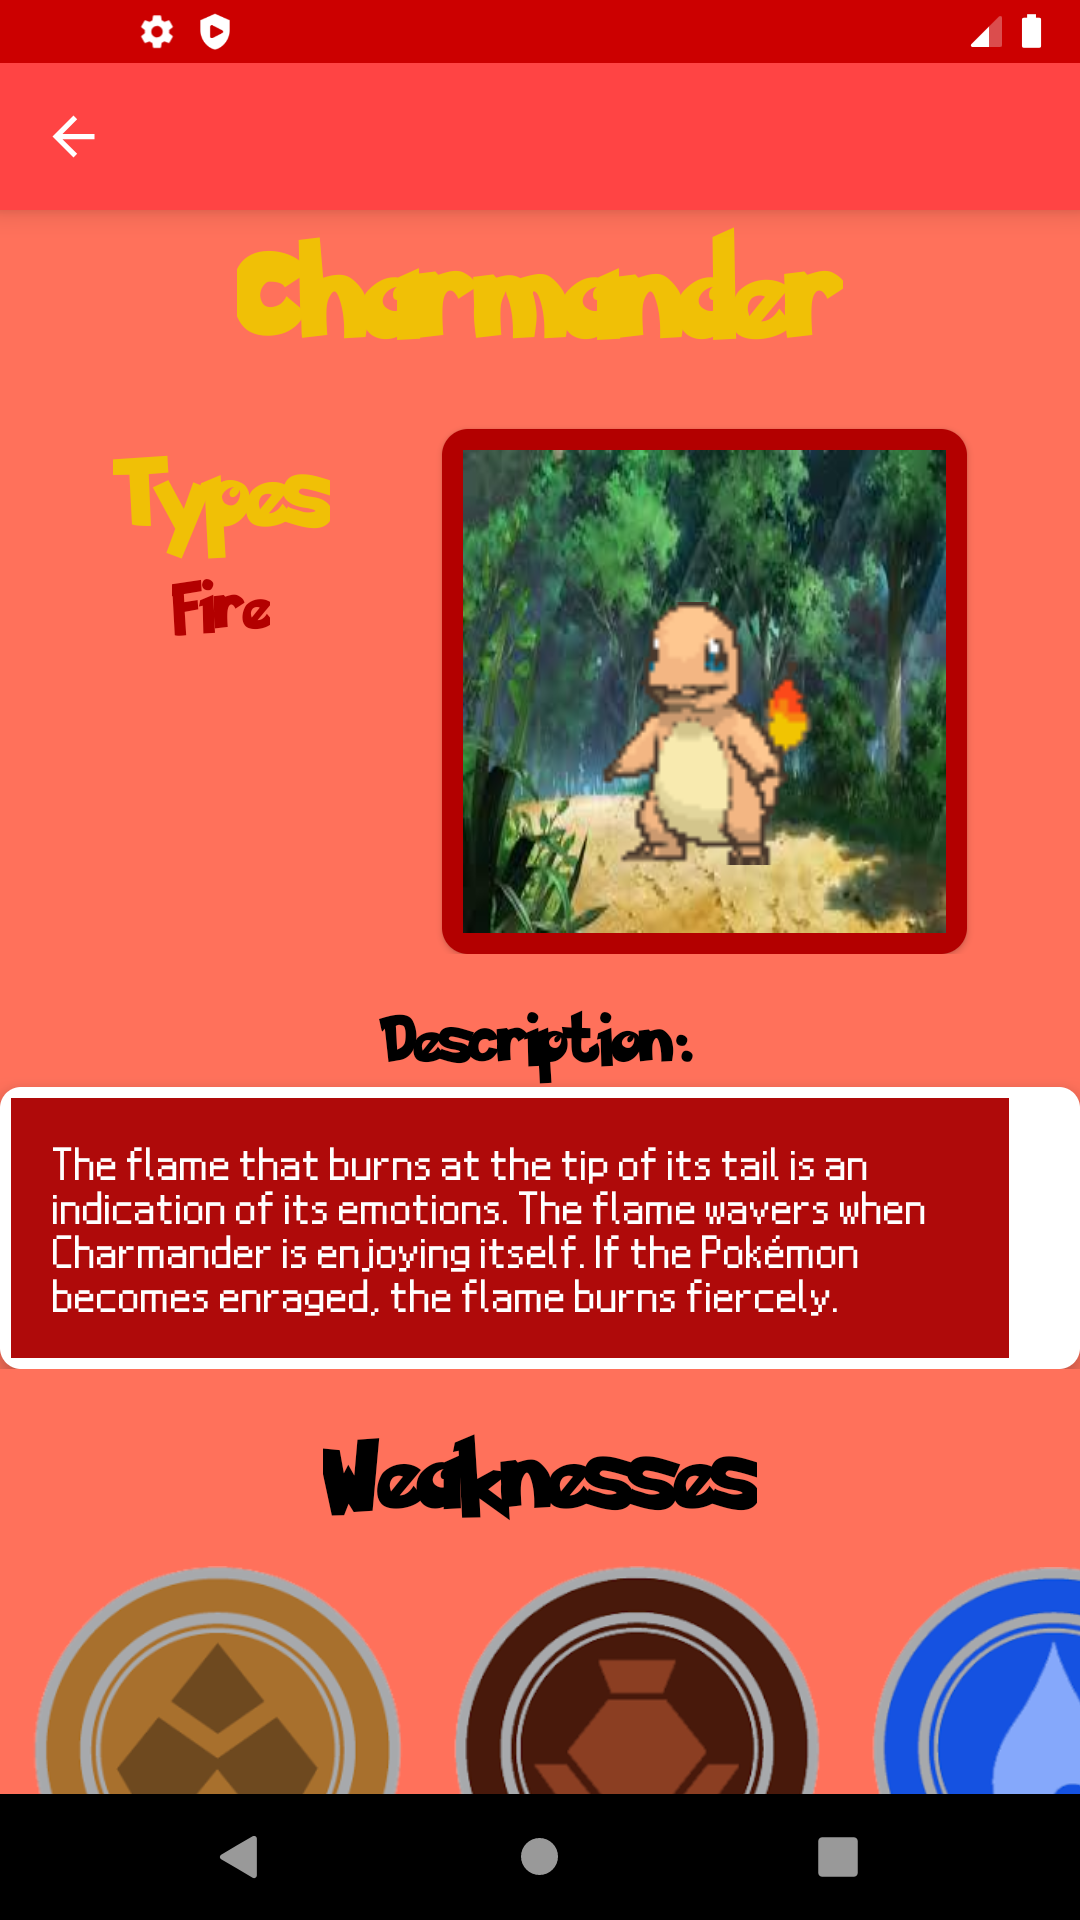 Charmander
Types
Fire
Description:
The flame that burns at the tip of its tail is an
indication of its emotions. The flame wavers when
Charmander is enjoying itself. If the Pokémon
becomes enraged, the flame burns fiercely.
Weaknesses